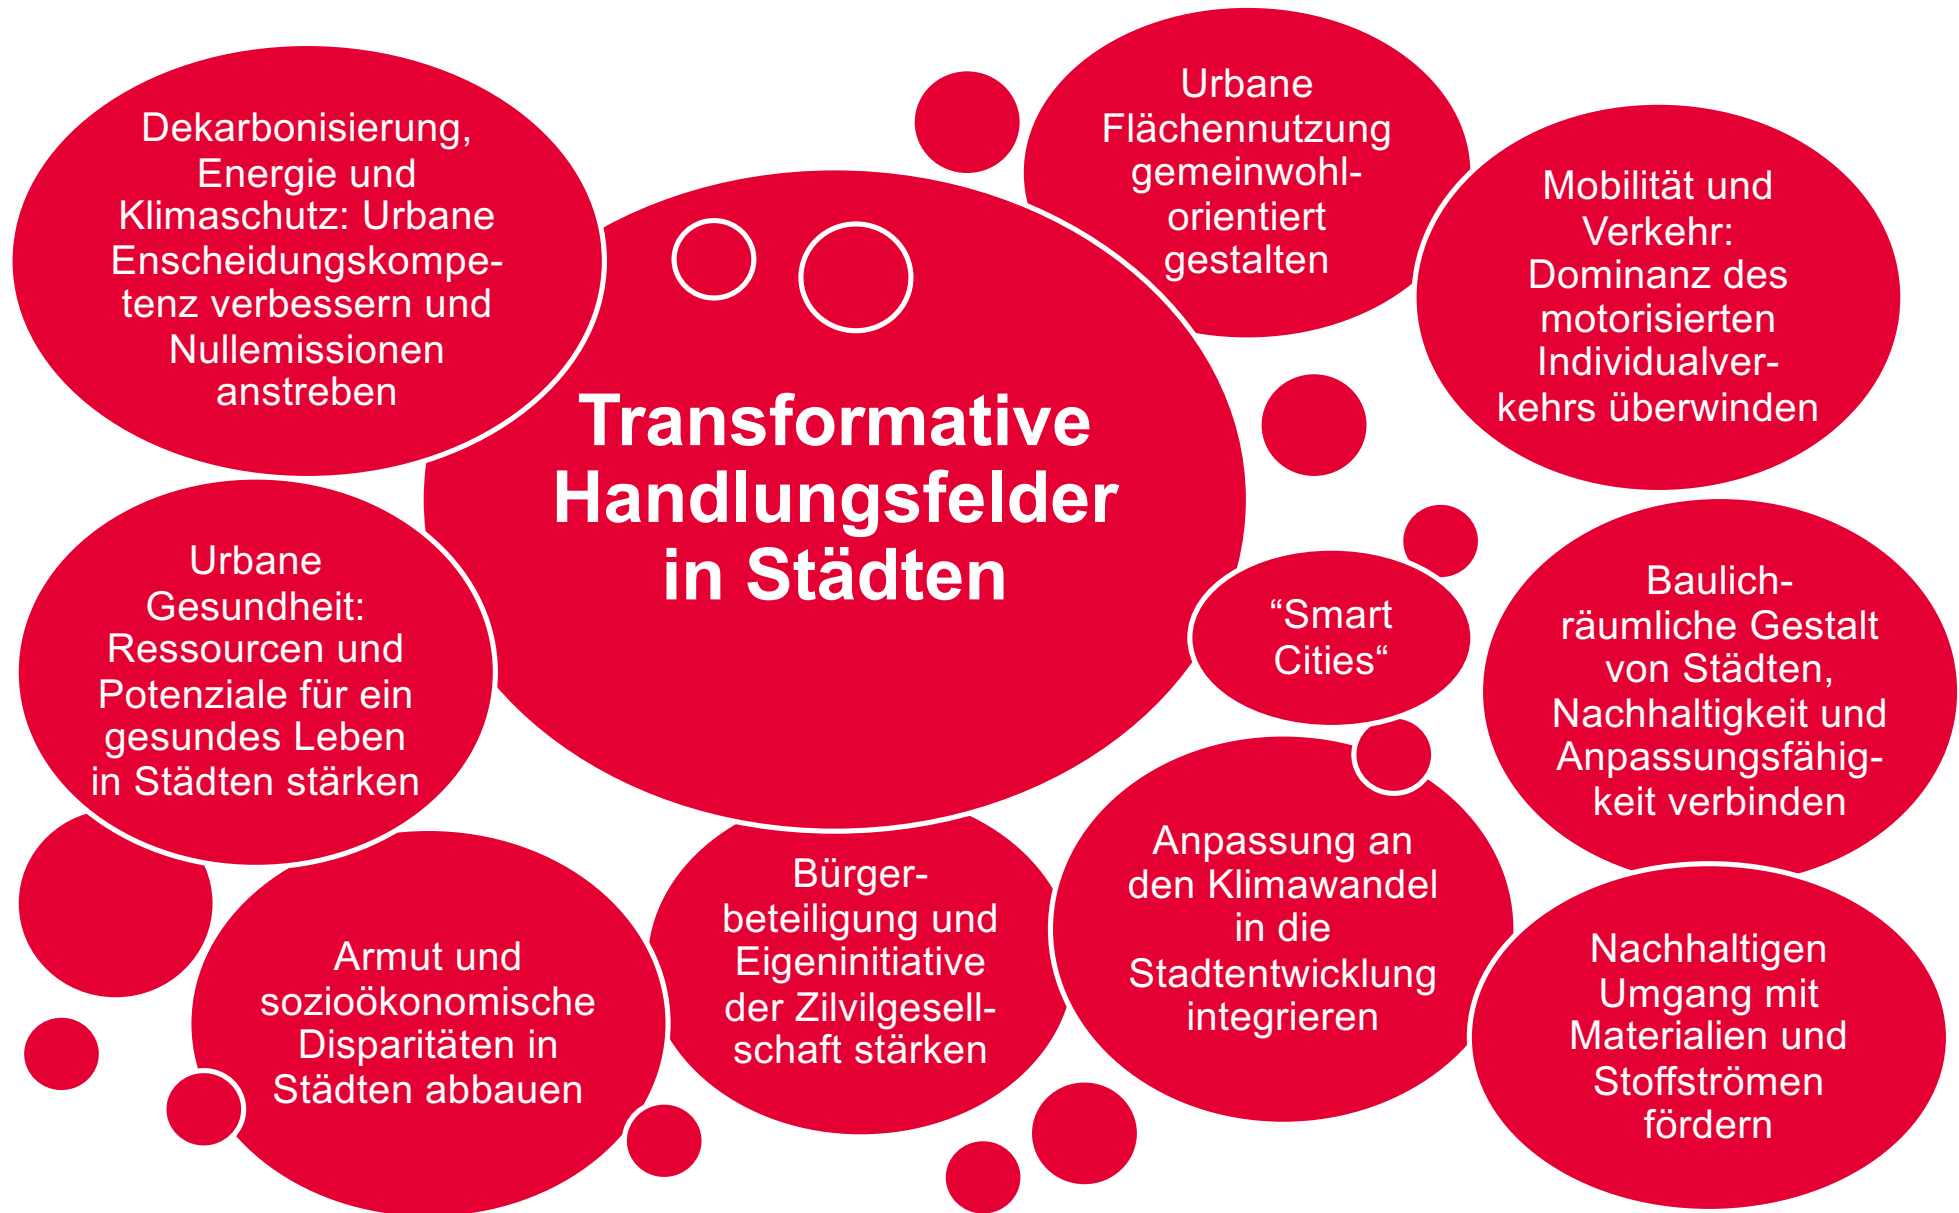 Transformative
Handlungsfelder
in Städten
Dekarbonisierung,
Energie und
Klimaschutz: Urbane
Enscheidungskompe-
tenz verbessern und
Nullemissionen
anstreben
Urbane
Flächennutzung
gemeinwohl-
orientiert
gestalten
Mobilität und
Verkehr:
Dominanz des
motorisierten
Individualver-
kehrs überwinden
“Smart
Cities“
Baulich-
räumliche Gestalt
von Städten,
Nachhaltigkeit und
Anpassungsfähig-
keit verbinden
Nachhaltigen
Umgang mit
Materialien und
Stoffströmen
fördern
Anpassung an
den Klimawandel
in die
Stadtentwicklung
integrieren
Bürger-
beteiligung und
Eigeninitiative
der Zilvilgesell-
schaft stärken
Armut und
sozioökonomische
Disparitäten in
Städten abbauen
Urbane
Gesundheit:
Ressourcen und
Potenziale für ein
gesundes Leben
in Städten stärken